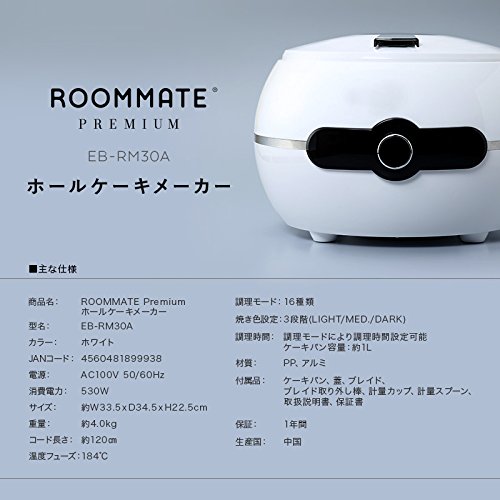 ROOMMATE®
PREMIUM
EB-RM30A
ホールケーキメーカー
■主な仕様
商品名： ROOMMATE Premium
ホールケーキメーカー
型名： EB-RM30A
カラー： ホワイト
JANコード： 4560481899938
電源： AC100V 50/60Hz
消費電力： 530W
サイズ： 約W33.5xD34.5xH22.5cm
重量： 約4.0kg
コード長さ： 約120㎝
温度フューズ： 184℃
調理モード： 16種類
焼き色設定： 3段階(LIGHT/MED./DARK)
調理時間： 調理モードにより調理時間設定可能
ケーキパン容量：約1L
材質： PP、アルミ
付属品： ケーキパン、蓋、ブレイド、
ブレイド取り外し棒、計量カップ、計量スプーン、
取扱説明書、保証書
保証： 1年間
生産国： 中国